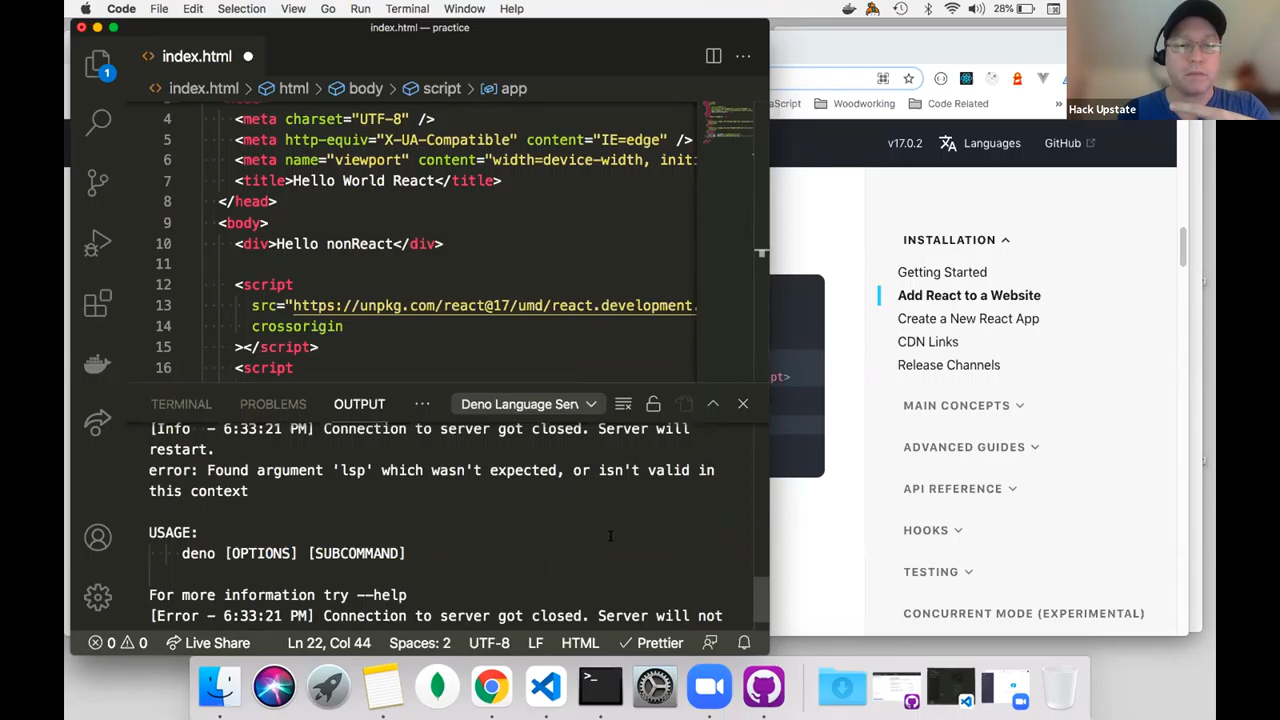 Code File Edit Selection View Go Run Terminal Window Help 28%
index.html — practice
index.html
index.html html body script app
4 <meta charset="UTF-8" />
5 <meta http-equiv="X-UA-Compatible" content="IE=edge" />
6 <meta name="viewport" content="width=device-width, init
7 <title>Hello World React</title>
8 </head>
9 <body>
10 <div>Hello nonReact</div>
11
12 <script
13 src="https://unpkg.com/react@17/umd/react.development.
14 crossorigin
15 ></script>
16 <script
1
TERMINAL PROBLEMS OUTPUT ··· Deno Language Ser
[Info - 6:33:21 PM] Connection to server got closed. Server will
restart.
error: Found argument 'lsp' which wasn't expected, or isn't valid in
this context
USAGE:
deno [OPTIONS] [SUBCOMMAND]
For more information try --help
[Error - 6:33:21 PM] Connection to server got closed. Server will not
0 0 Live Share Ln 22, Col 44 Spaces: 2 UTF-8 LF HTML Prettier
Hack Upstate
Script Woodworking Code Related »
v17.0.2 Languages GitHub
INSTALLATION
Getting Started
Add React to a Website
Create a New React App
CDN Links
Release Channels
MAIN CONCEPTS
ADVANCED GUIDES
API REFERENCE
HOOKS
TESTING
CONCURRENT MODE (EXPERIMENTAL)
pt>